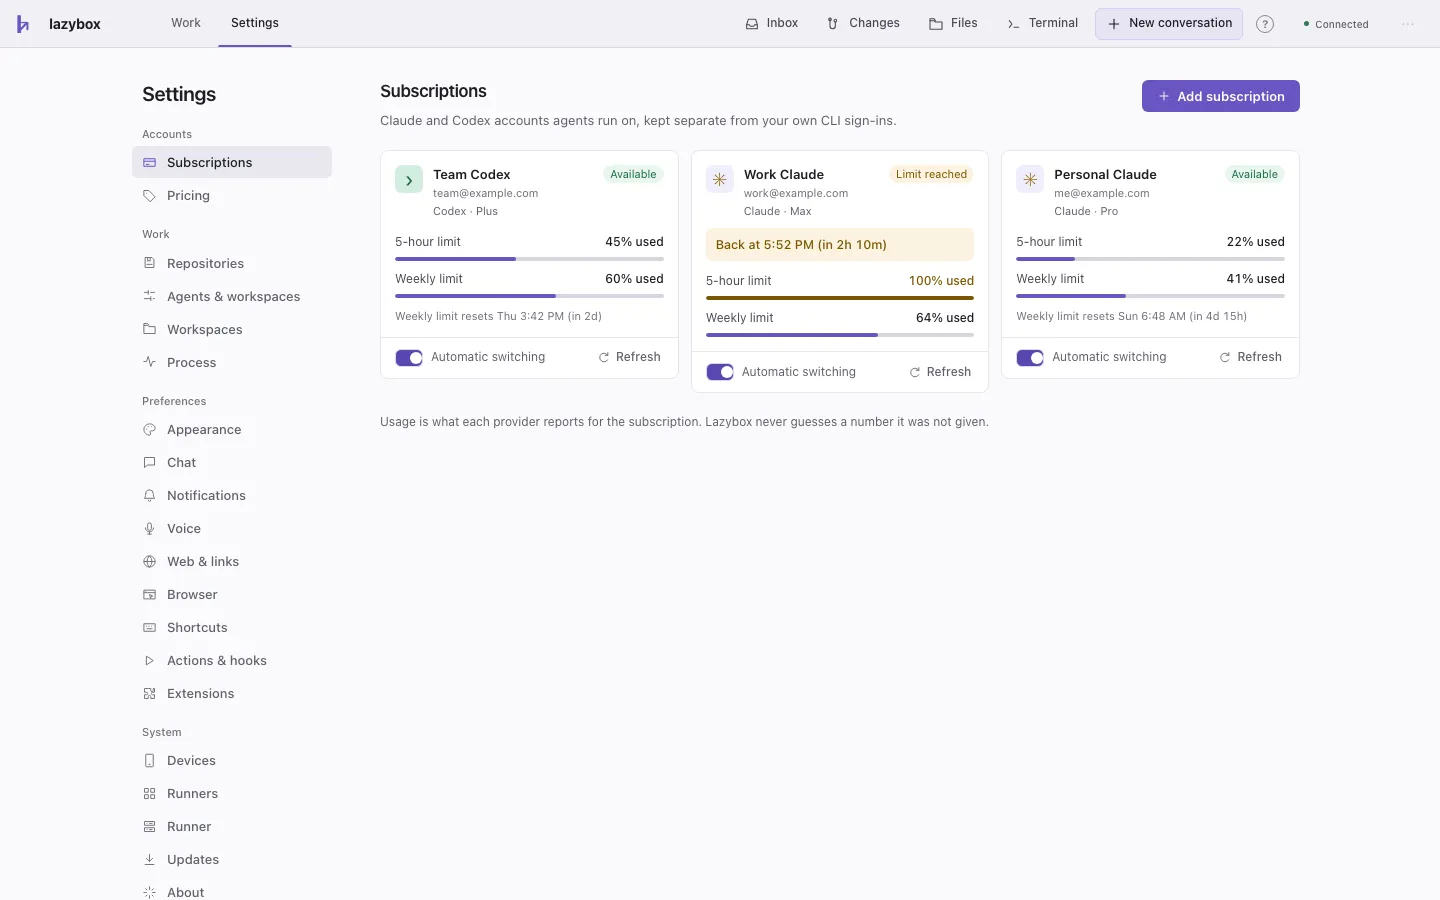 lazybox
Work
Settings
Inbox
Changes
Files
Terminal
New conversation
?
Connected
Settings
Accounts
Subscriptions
Pricing
Work
Repositories
Agents & workspaces
Workspaces
Process
Preferences
Appearance
Chat
Notifications
Voice
Web & links
Browser
Shortcuts
Actions & hooks
Extensions
System
Devices
Runners
Runner
Updates
About
Subscriptions
Add subscription
Claude and Codex accounts agents run on, kept separate from your own CLI sign-ins.
Team Codex
Available
team@example.com
Codex · Plus
5-hour limit 45% used
Weekly limit 60% used
Weekly limit resets Thu 3:42 PM (in 2d)
Automatic switching Refresh
Work Claude
Limit reached
work@example.com
Claude · Max
Back at 5:52 PM (in 2h 10m)
5-hour limit 100% used
Weekly limit 64% used
Automatic switching Refresh
Personal Claude
Available
me@example.com
Claude · Pro
5-hour limit 22% used
Weekly limit 41% used
Weekly limit resets Sun 6:48 AM (in 4d 15h)
Automatic switching Refresh
Usage is what each provider reports for the subscription. Lazybox never guesses a number it was not given.